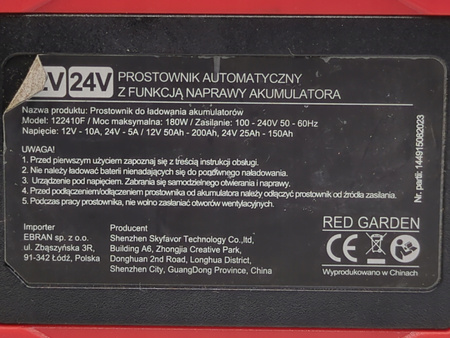 V 24V PROSTOWNIK AUTOMATYCZNY
Z FUNKCJĄ NAPRAWY AKUMULATORA
Nazwa produktu: Prostownik do ładowania akumulatorów
Model: 122410F / Moc maksymalna: 180W / Zasilanie: 100 - 240V 50 - 60Hz
Napięcie: 12V - 10A, 24V - 5A / 12V 50Ah - 200Ah, 24V 25Ah - 150Ah
UWAGA!
1. Przed pierwszym użyciem zapoznaj się z treścią instrukcji obsługi.
2. Nie należy ładować baterii nienadających się do ponownego naładowania.
3. Urządzenie pod napięciem. Zabrania się samodzielnego otwierania i naprawy.
4. Przed podłączeniem/odłączeniem prostownika od akumulatora należy odłączyć prostownik od źródła zasilania.
5. Podczas pracy prostownika, nie wolno zasłaniać otworów wentylacyjnych.
Nr. partii: 144915082023
Importer
EBRAN sp. z o.o.
ul. Zbąszyńska 3R,
91-342 Łódź, Polska
Producent
Shenzhen Skyfavor Technology Co.,ltd,
Building A6, Zhongjia Creative Park,
Donghuan 2nd Road, Longhua District,
Shenzhen City, GuangDong Province, China
RED GARDEN
CE
Wyprodukowano w Chinach